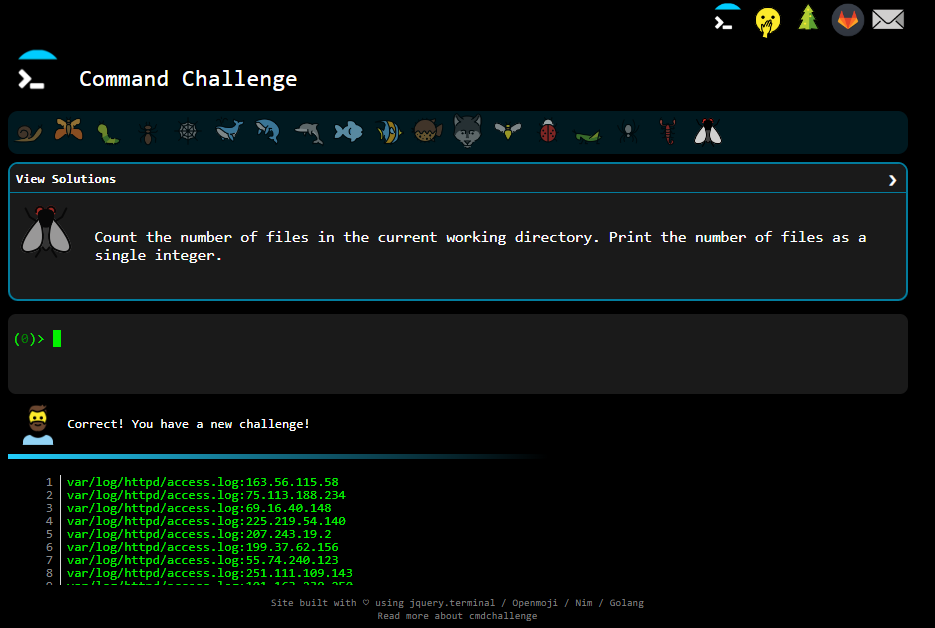 Command Challenge
View Solutions
Count the number of files in the current working directory. Print the number of files as a
single integer.
(0)>
Correct! You have a new challenge!
1 var/log/httpd/access.log:163.56.115.58
2 var/log/httpd/access.log:75.113.188.234
3 var/log/httpd/access.log:69.16.40.148
4 var/log/httpd/access.log:225.219.54.140
5 var/log/httpd/access.log:207.243.19.2
6 var/log/httpd/access.log:199.37.62.156
7 var/log/httpd/access.log:55.74.240.123
8 var/log/httpd/access.log:251.111.109.143
Site built with ♡ using jquery.terminal / Openmoji / Nim / Golang
Read more about cmdchallenge